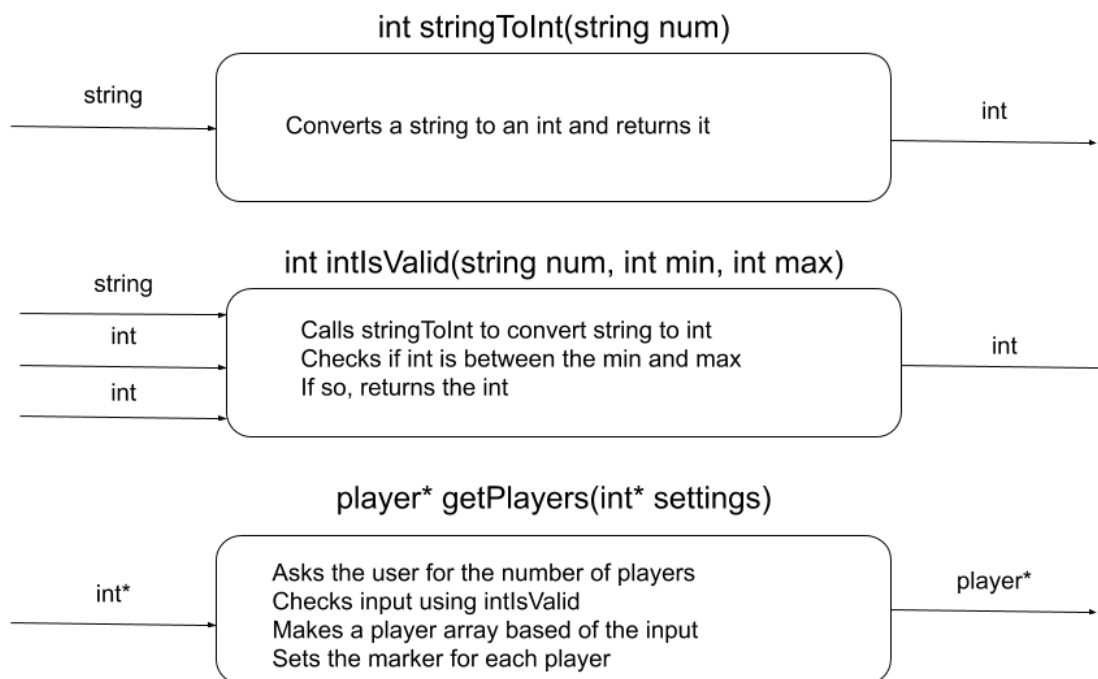 int stringToInt(string num)
string
Converts a string to an int and returns it
int
int intIsValid(string num, int min, int max)
string
int
int
Calls stringToInt to convert string to int
Checks if int is between the min and max
If so, returns the int
int
player* getPlayers(int* settings)
int*
Asks the user for the number of players
Checks input using intIsValid
Makes a player array based of the input
Sets the marker for each player
player*